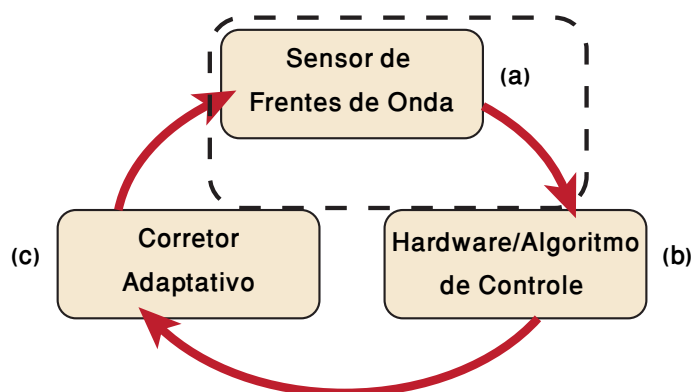 Sensor de
Frentes de Onda
(a)
Hardware/Algoritmo
de Controle
(b)
(c)
Corretor
Adaptativo